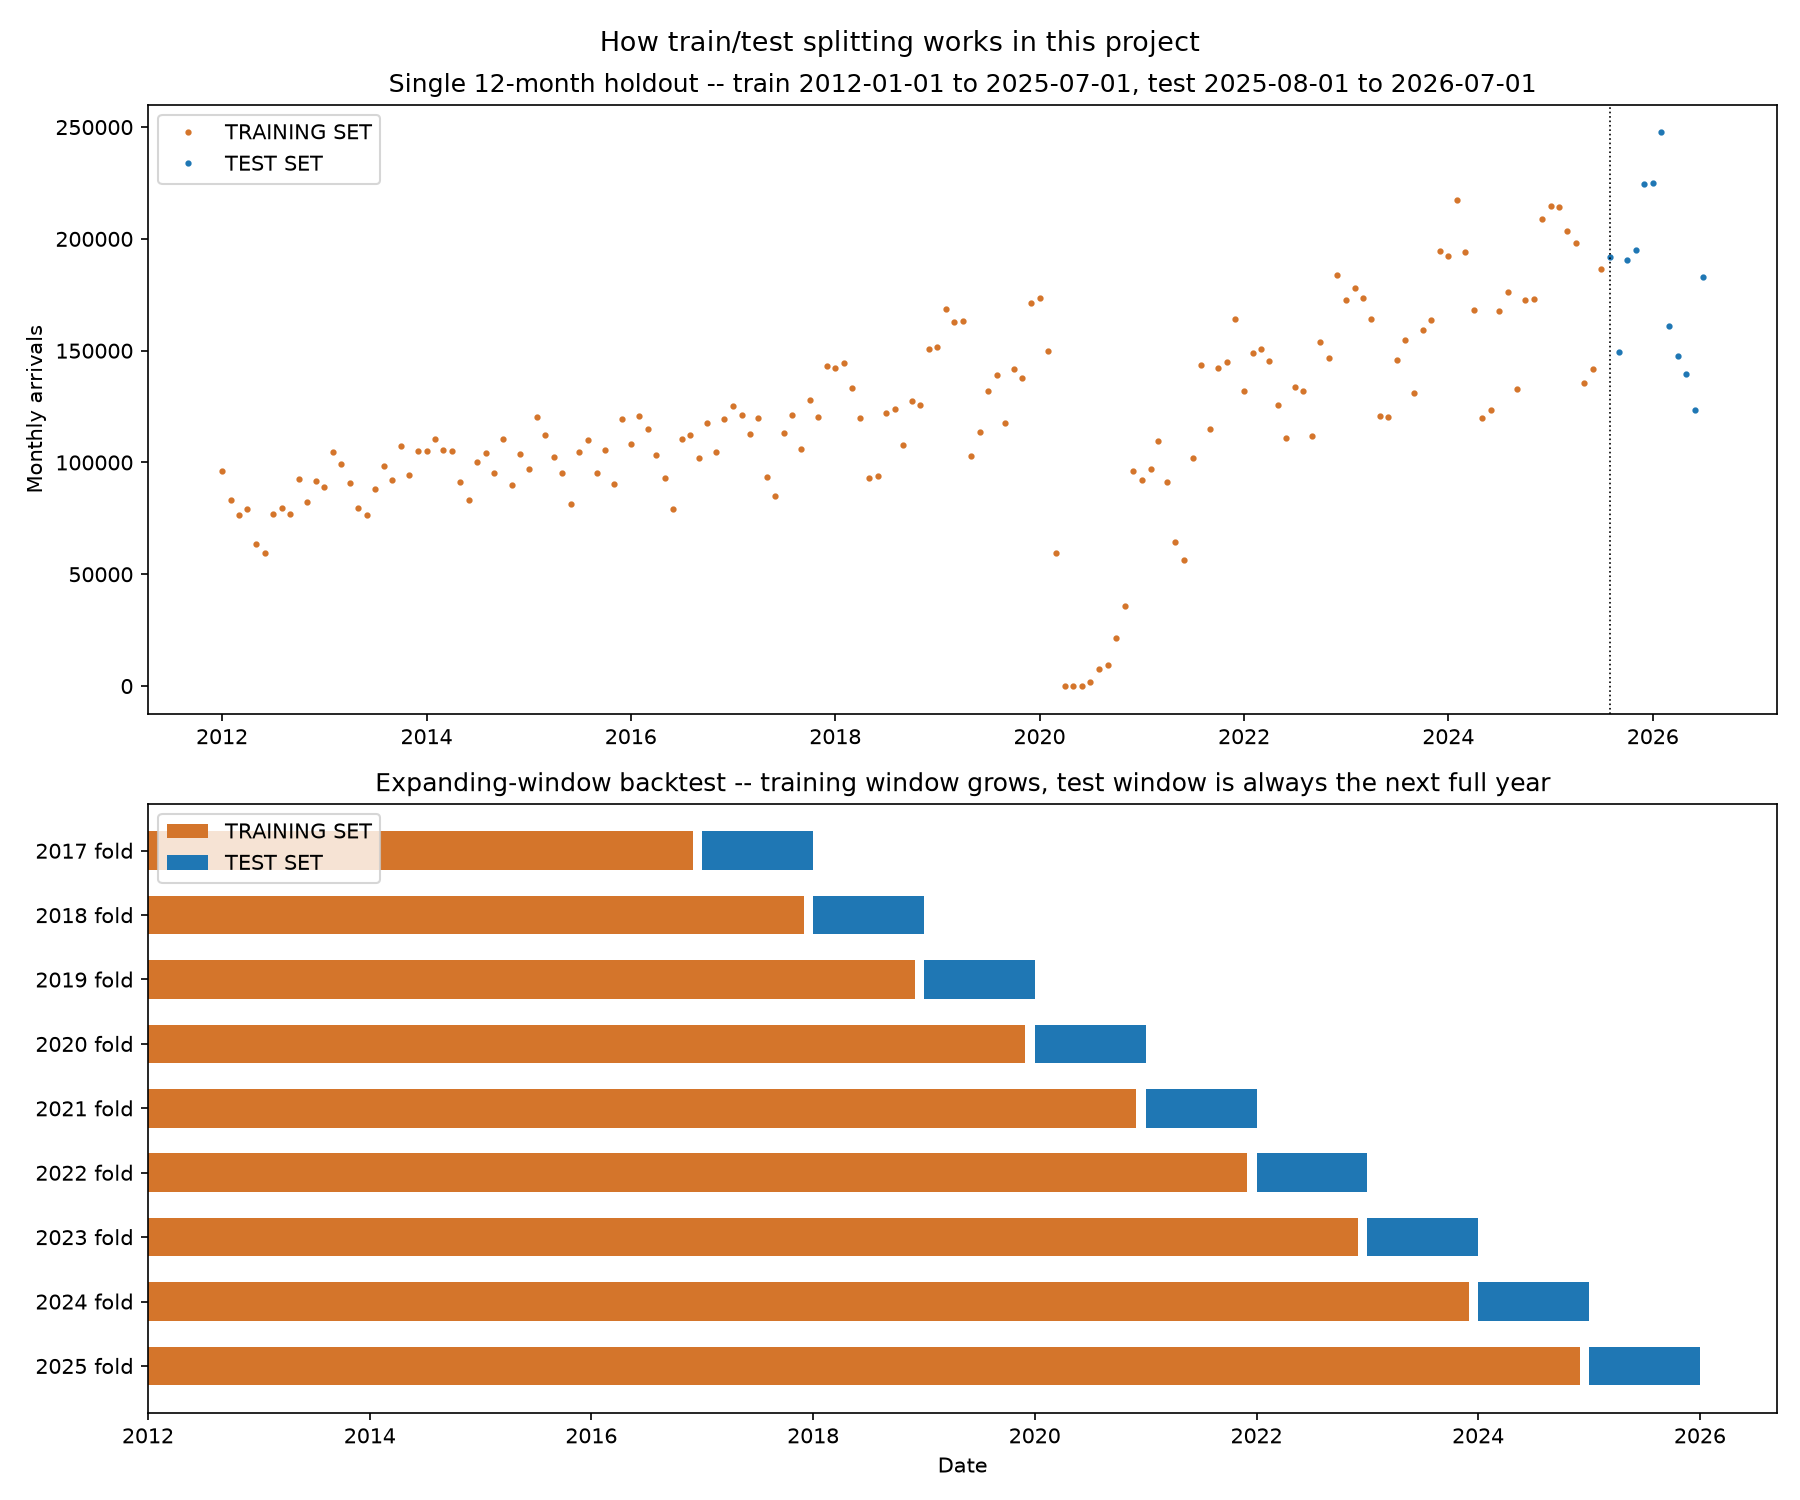 How train/test splitting works in this project
Single 12-month holdout -- train 2012-01-01 to 2025-07-01, test 2025-08-01 to 2026-07-01
TRAINING SET
TEST SET
Monthly arrivals
250000
200000
150000
100000
50000
0
2012 2014 2016 2018 2020 2022 2024 2026
Expanding-window backtest -- training window grows, test window is always the next full year
TRAINING SET
TEST SET
2017 fold
2018 fold
2019 fold
2020 fold
2021 fold
2022 fold
2023 fold
2024 fold
2025 fold
2012 2014 2016 2018 2020 2022 2024 2026
Date